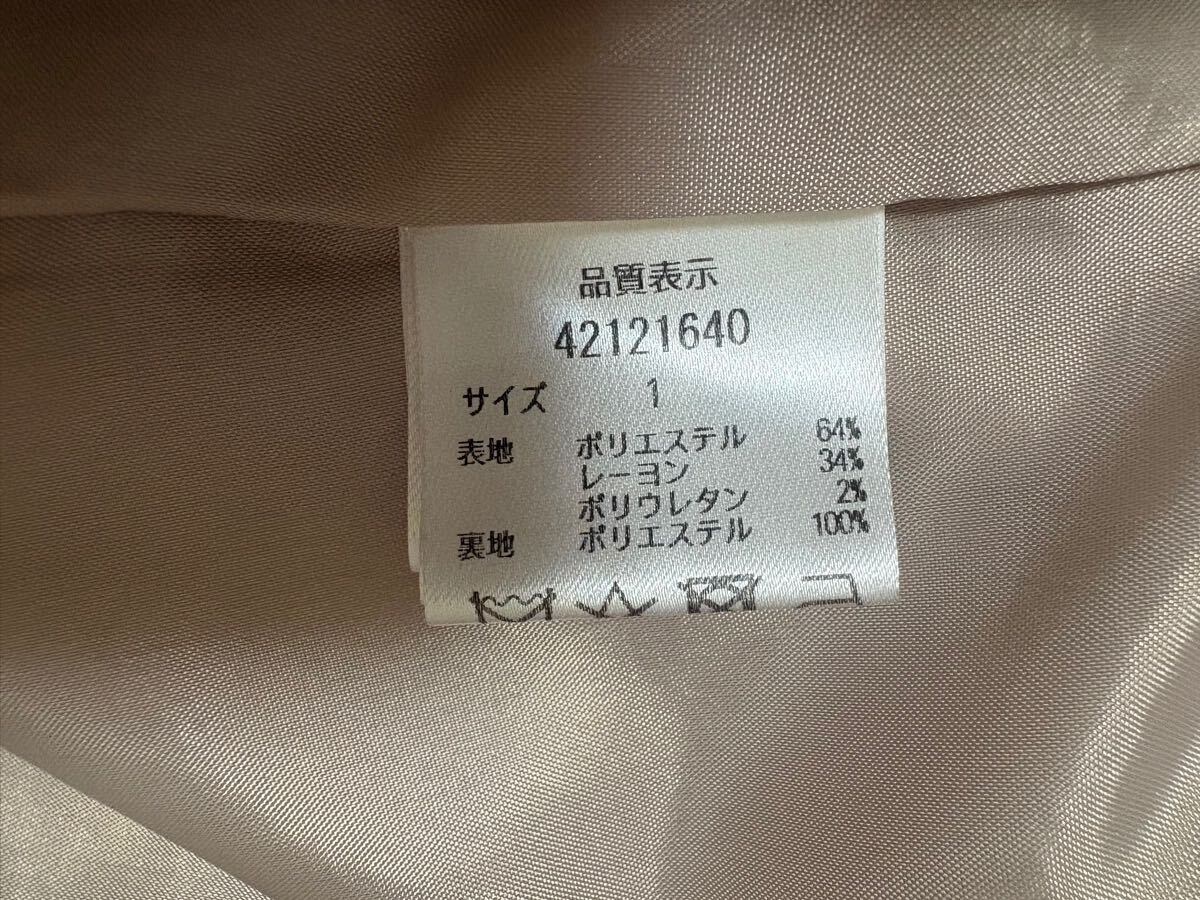 品質表示
42121640
サイズ 1
表地 ポリエステル 64%
レーヨン 34%
ポリウレタン 2%
裏地 ポリエステル 100%